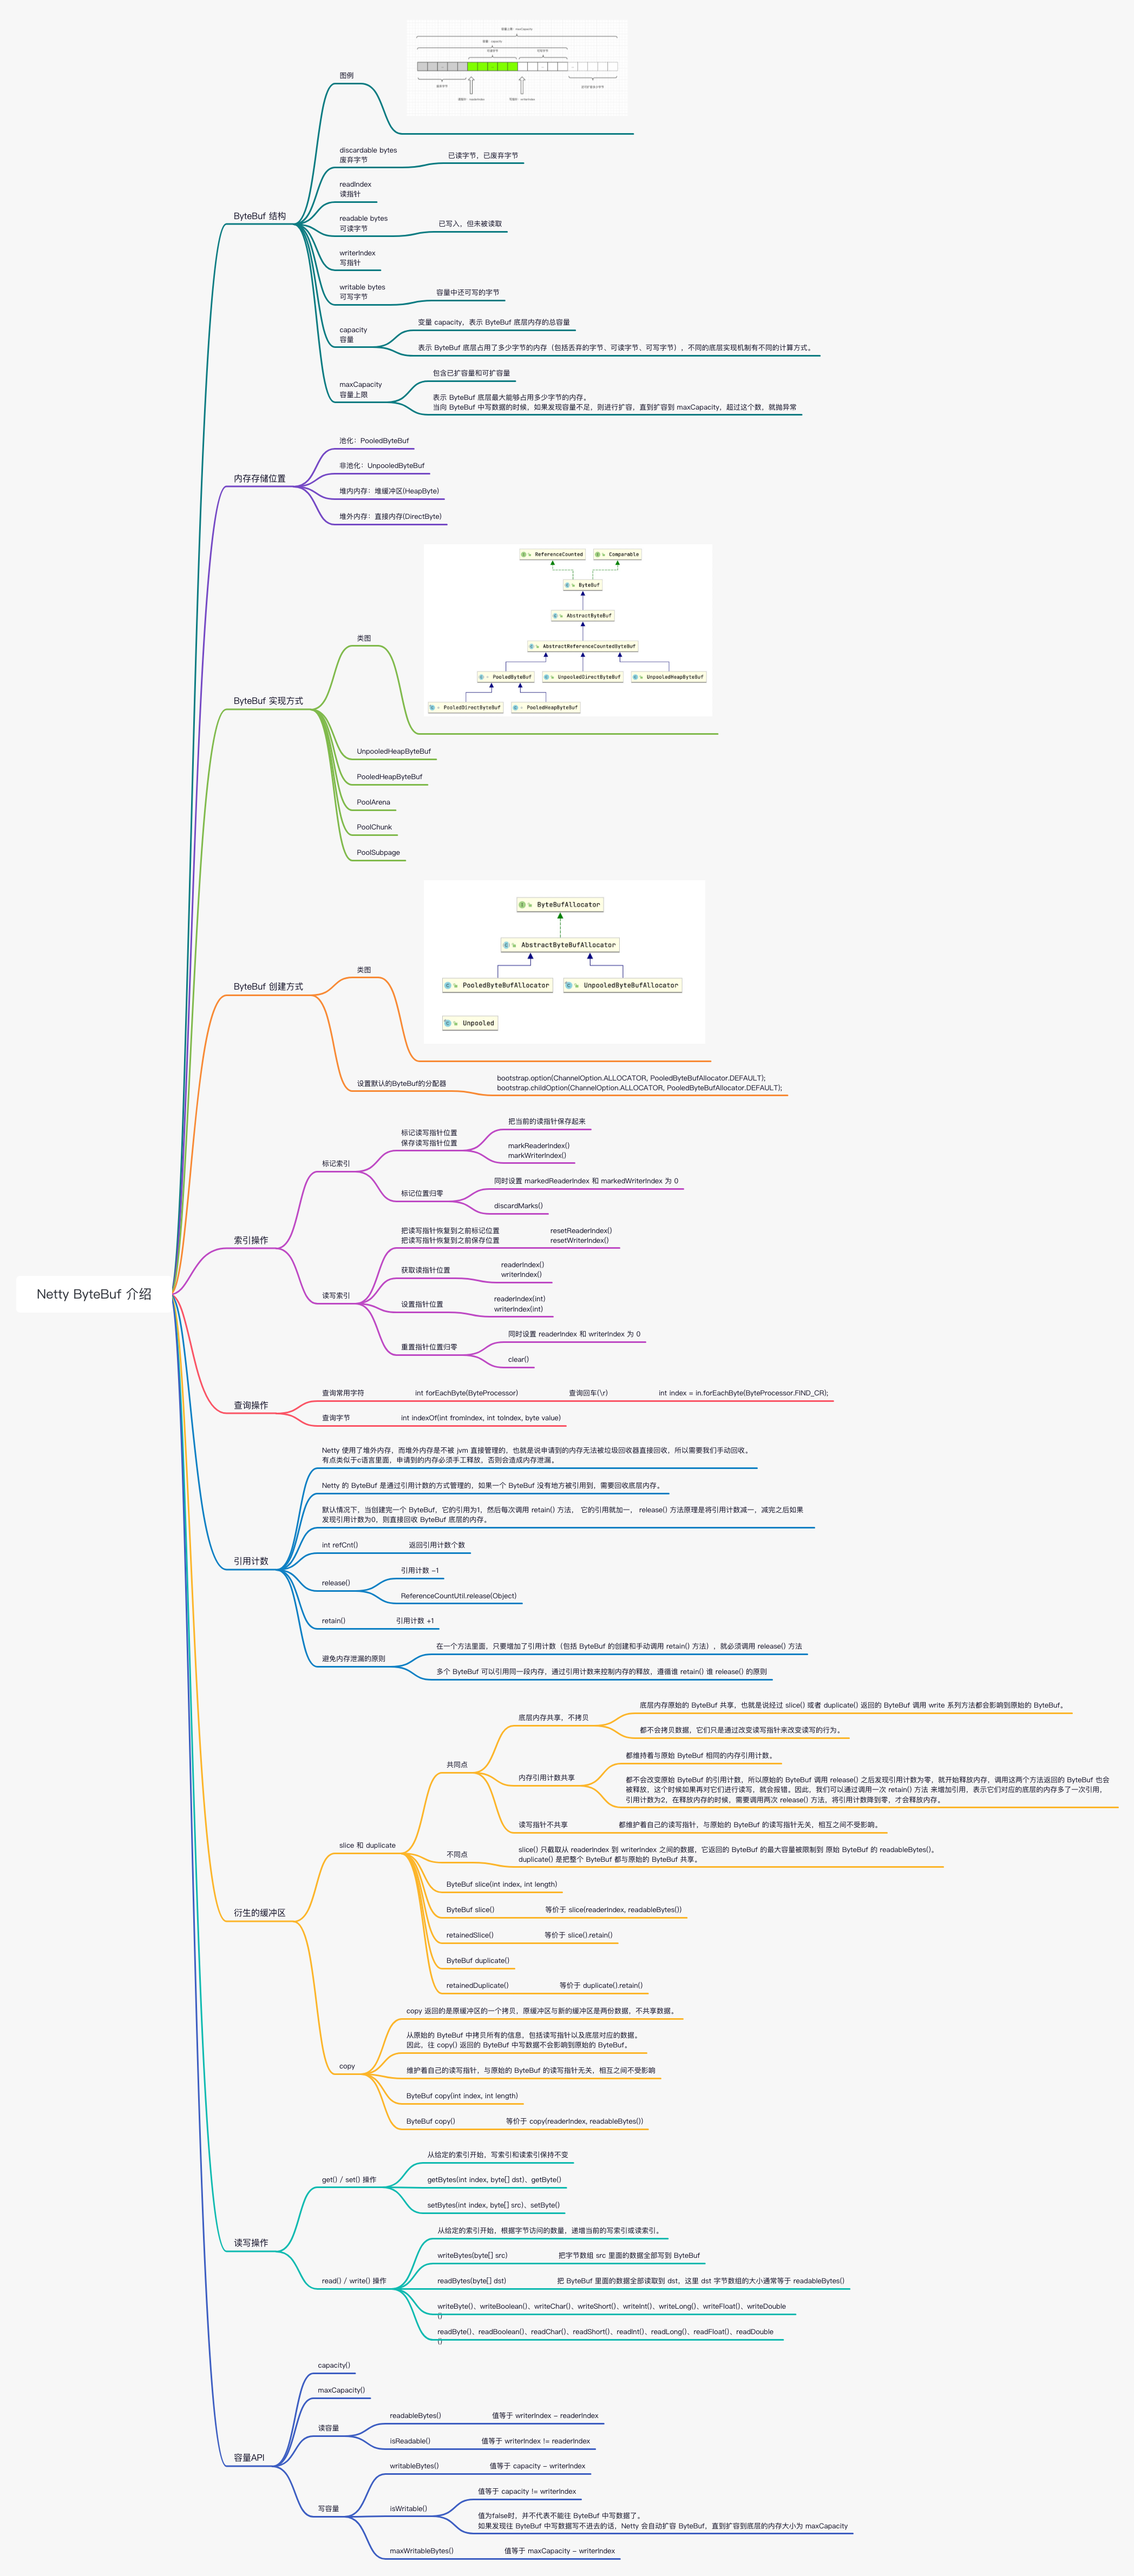 Netty ByteBuf 介绍
ByteBuf 结构
图例
容量上限：maxCapacity
容量：capacity
可读字节
可写字节
废弃字节
读指针：readerIndex
写指针：writerIndex
discardable bytes
废弃字节
已读字节，已废弃字节
readIndex
读指针
readable bytes
可读字节
已写入，但未被读取
writerIndex
写指针
writable bytes
可写字节
容量中还可写的字节
capacity
容量
变量 capacity，表示 ByteBuf 底层内存的总容量
表示 ByteBuf 底层占用了多少字节的内存（包括丢弃的字节、可读字节、可写字节），不同的底层实现机制有不同的计算方式。
maxCapacity
容量上限
包含已扩容量和可扩容量
表示 ByteBuf 底层最大能够占用多少字节的内存。
当向 ByteBuf 中写数据的时候，如果发现容量不足，则进行扩容，直到扩容到 maxCapacity，超过这个数，就抛异常
内存存储位置
池化：PooledByteBuf
非池化：UnpooledByteBuf
堆内内存：堆缓冲区(HeapByte)
堆外内存：直接内存(DirectByte)
ByteBuf 实现方式
类图
ReferenceCounted
Comparable
ByteBuf
AbstractByteBuf
AbstractReferenceCountedByteBuf
PooledByteBuf
UnpooledDirectByteBuf
UnpooledHeapByteBuf
PooledDirectByteBuf
PooledHeapByteBuf
UnpooledHeapByteBuf
PooledHeapByteBuf
PoolArena
PoolChunk
PoolSubpage
ByteBuf 创建方式
类图
ByteBufAllocator
AbstractByteBufAllocator
PooledByteBufAllocator
UnpooledByteBufAllocator
Unpooled
设置默认的ByteBuf的分配器
bootstrap.option(ChannelOption.ALLOCATOR, PooledByteBufAllocator.DEFAULT);
bootstrap.childOption(ChannelOption.ALLOCATOR, PooledByteBufAllocator.DEFAULT);
索引操作
标记索引
标记读写指针位置
保存读写指针位置
把当前的读指针保存起来
markReaderIndex()
markWriterIndex()
标记位置归零
同时设置 markedReaderIndex 和 markedWriterIndex 为 0
discardMarks()
读写索引
把读写指针恢复到之前标记位置
把读写指针恢复到之前保存位置
resetReaderIndex()
resetWriterIndex()
获取读指针位置
readerIndex()
writerIndex()
设置指针位置
readerIndex(int)
writerIndex(int)
重置指针位置归零
同时设置 readerIndex 和 writerIndex 为 0
clear()
查询操作
查询常用字符
int forEachByte(ByteProcessor)
查询回车(\r)
int index = in.forEachByte(ByteProcessor.FIND_CR);
查询字节
int indexOf(int fromIndex, int toIndex, byte value)
引用计数
Netty 使用了堆外内存，而堆外内存是不被 jvm 直接管理的，也就是说申请到的内存无法被垃圾回收器直接回收，所以需要我们手动回收。
有点类似于c语言里面，申请到的内存必须手工释放，否则会造成内存泄漏。
Netty 的 ByteBuf 是通过引用计数的方式管理的，如果一个 ByteBuf 没有地方被引用到，需要回收底层内存。
默认情况下，当创建完一个 ByteBuf，它的引用为1，然后每次调用 retain() 方法， 它的引用就加一， release() 方法原理是将引用计数减一，减完之后如果
发现引用计数为0，则直接回收 ByteBuf 底层的内存。
int refCnt()
返回引用计数个数
release()
引用计数 -1
ReferenceCountUtil.release(Object)
retain()
引用计数 +1
避免内存泄漏的原则
在一个方法里面，只要增加了引用计数（包括 ByteBuf 的创建和手动调用 retain() 方法），就必须调用 release() 方法
多个 ByteBuf 可以引用同一段内存，通过引用计数来控制内存的释放，遵循谁 retain() 谁 release() 的原则
衍生的缓冲区
slice 和 duplicate
共同点
底层内存共享、不拷贝
底层内存原始的 ByteBuf 共享，也就是说经过 slice() 或者 duplicate() 返回的 ByteBuf 调用 write 系列方法都会影响到原始的 ByteBuf。
都不会拷贝数据，它们只是通过改变读写指针来改变读写的行为。
内存引用计数共享
都维持着与原始 ByteBuf 相同的内存引用计数。
都不会改变原始 ByteBuf 的引用计数，所以原始的 ByteBuf 调用 release() 之后发现引用计数为零，就开始释放内存，调用这两个方法返回的 ByteBuf 也会
被释放，这个时候如果再对它们进行读写，就会报错。因此，我们可以通过调用一次 retain() 方法 来增加引用，表示它们对应的底层的内存多了一次引用，
引用计数为2，在释放内存的时候，需要调用两次 release() 方法，将引用计数降到零，才会释放内存。
读写指针不共享
都维护着自己的读写指针，与原始的 ByteBuf 的读写指针无关，相互之间不受影响。
不同点
slice() 只截取从 readerIndex 到 writerIndex 之间的数据，它返回的 ByteBuf 的最大容量被限制到 原始 ByteBuf 的 readableBytes()。
duplicate() 是把整个 ByteBuf 都与原始的 ByteBuf 共享。
ByteBuf slice(int index, int length)
ByteBuf slice()
等价于 slice(readerIndex, readableBytes())
retainedSlice()
等价于 slice().retain()
ByteBuf duplicate()
retainedDuplicate()
等价于 duplicate().retain()
copy
copy 返回的是原缓冲区的一个拷贝，原缓冲区与新的缓冲区是两份数据，不共享数据。
从原始的 ByteBuf 中拷贝所有的信息，包括读写指针以及底层对应的数据。
因此，往 copy() 返回的 ByteBuf 中写数据不会影响到原始的 ByteBuf。
维护着自己的读写指针，与原始的 ByteBuf 的读写指针无关，相互之间不受影响
ByteBuf copy(int index, int length)
ByteBuf copy()
等价于 copy(readerIndex, readableBytes())
读写操作
get() / set() 操作
从给定的索引开始，写索引和读索引保持不变
getBytes(int index, byte[] dst)、getByte()
setBytes(int index, byte[] src)、setByte()
read() / write() 操作
从给定的索引开始，根据字节访问的数量，递增当前的写索引或读索引。
writeBytes(byte[] src)
把字节数组 src 里面的数据全部写到 ByteBuf
readBytes(byte[] dst)
把 ByteBuf 里面的数据全部读取到 dst，这里 dst 字节数组的大小通常等于 readableBytes()
writeByte()、writeBoolean()、writeChar()、writeShort()、writeInt()、writeLong()、writeFloat()、writeDouble
()
readByte()、readBoolean()、readChar()、readShort()、readInt()、readLong()、readFloat()、readDouble
()
容量API
capacity()
maxCapacity()
读容量
readableBytes()
值等于 writerIndex - readerIndex
isReadable()
值等于 writerIndex != readerIndex
写容量
writableBytes()
值等于 capacity - writerIndex
isWritable()
值等于 capacity != writerIndex
值为false时，并不代表不能往 ByteBuf 中写数据了。
如果发现往 ByteBuf 中写数据写不进去的话，Netty 会自动扩容 ByteBuf，直到扩容到底层的内存大小为 maxCapacity
maxWritableBytes()
值等于 maxCapacity - writerIndex